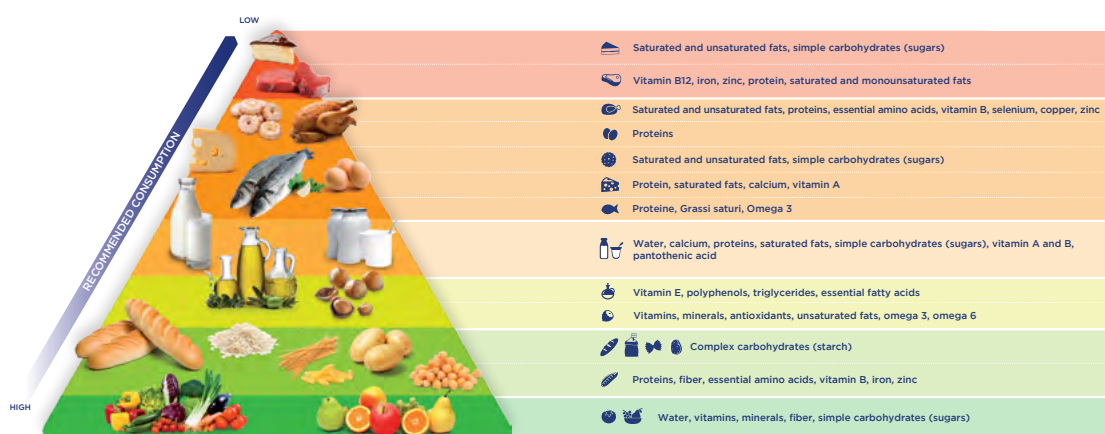 LOW
RECOMMENDED CONSUMPTION
HIGH
Saturated and unsaturated fats, simple carbohydrates (sugars)
Vitamin B12, iron, zinc, protein, saturated and monounsaturated fats
Saturated and unsaturated fats, proteins, essential amino acids, vitamin B, selenium, copper, zinc
Proteins
Saturated and unsaturated fats, simple carbohydrates (sugars)
Protein, saturated fats, calcium, vitamin A
Proteine, Grassi saturi, Omega 3
Water, calcium, proteins, saturated fats, simple carbohydrates (sugars), vitamin A and B,
pantothenic acid
Vitamin E, polyphenols, triglycerides, essential fatty acids
Vitamins, minerals, antioxidants, unsaturated fats, omega 3, omega 6
Complex carbohydrates (starch)
Proteins, fiber, essential amino acids, vitamin B, iron, zinc
Water, vitamins, minerals, fiber, simple carbohydrates (sugars)